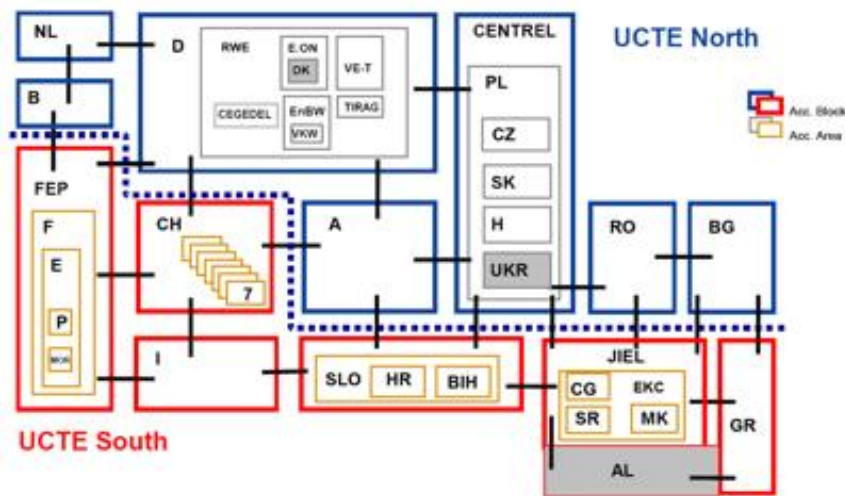 NL
D
RWE
E.ON
DK
VE-T
CEGEDEL
EnBW
VKW
TIRAG
CENTREL
PL
CZ
SK
H
UKR
UCTE North
Acc. Block
Acc. Area
B
FEP
F
E
P
MOR
CH
7
A
RO
BG
I
SLO
HR
BIH
JIEL
CG
EKC
SR
MK
GR
AL
UCTE South